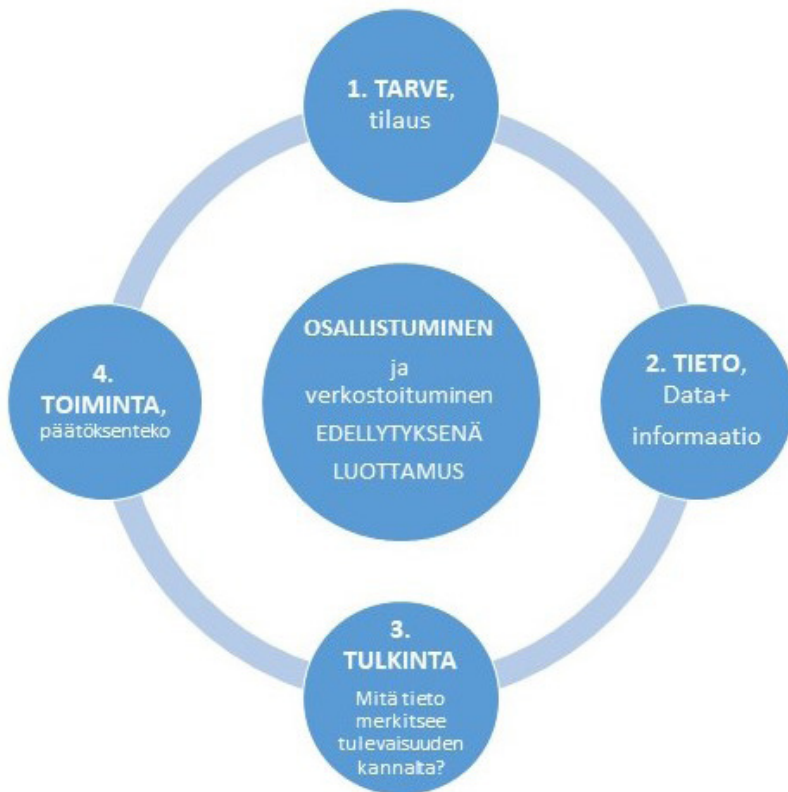 1. TARVE,
tilaus
OSALLISTUMINEN
ja
verkostoituminen
EDELLYTYKSENÄ
LUOTTAMUS
2. TIETO,
Data+
informaatio
3.
TULKINTA
Mitä tieto
merkitsee
tulevaisuuden
kannalta?
4.
TOIMINTA,
päätöksenteko